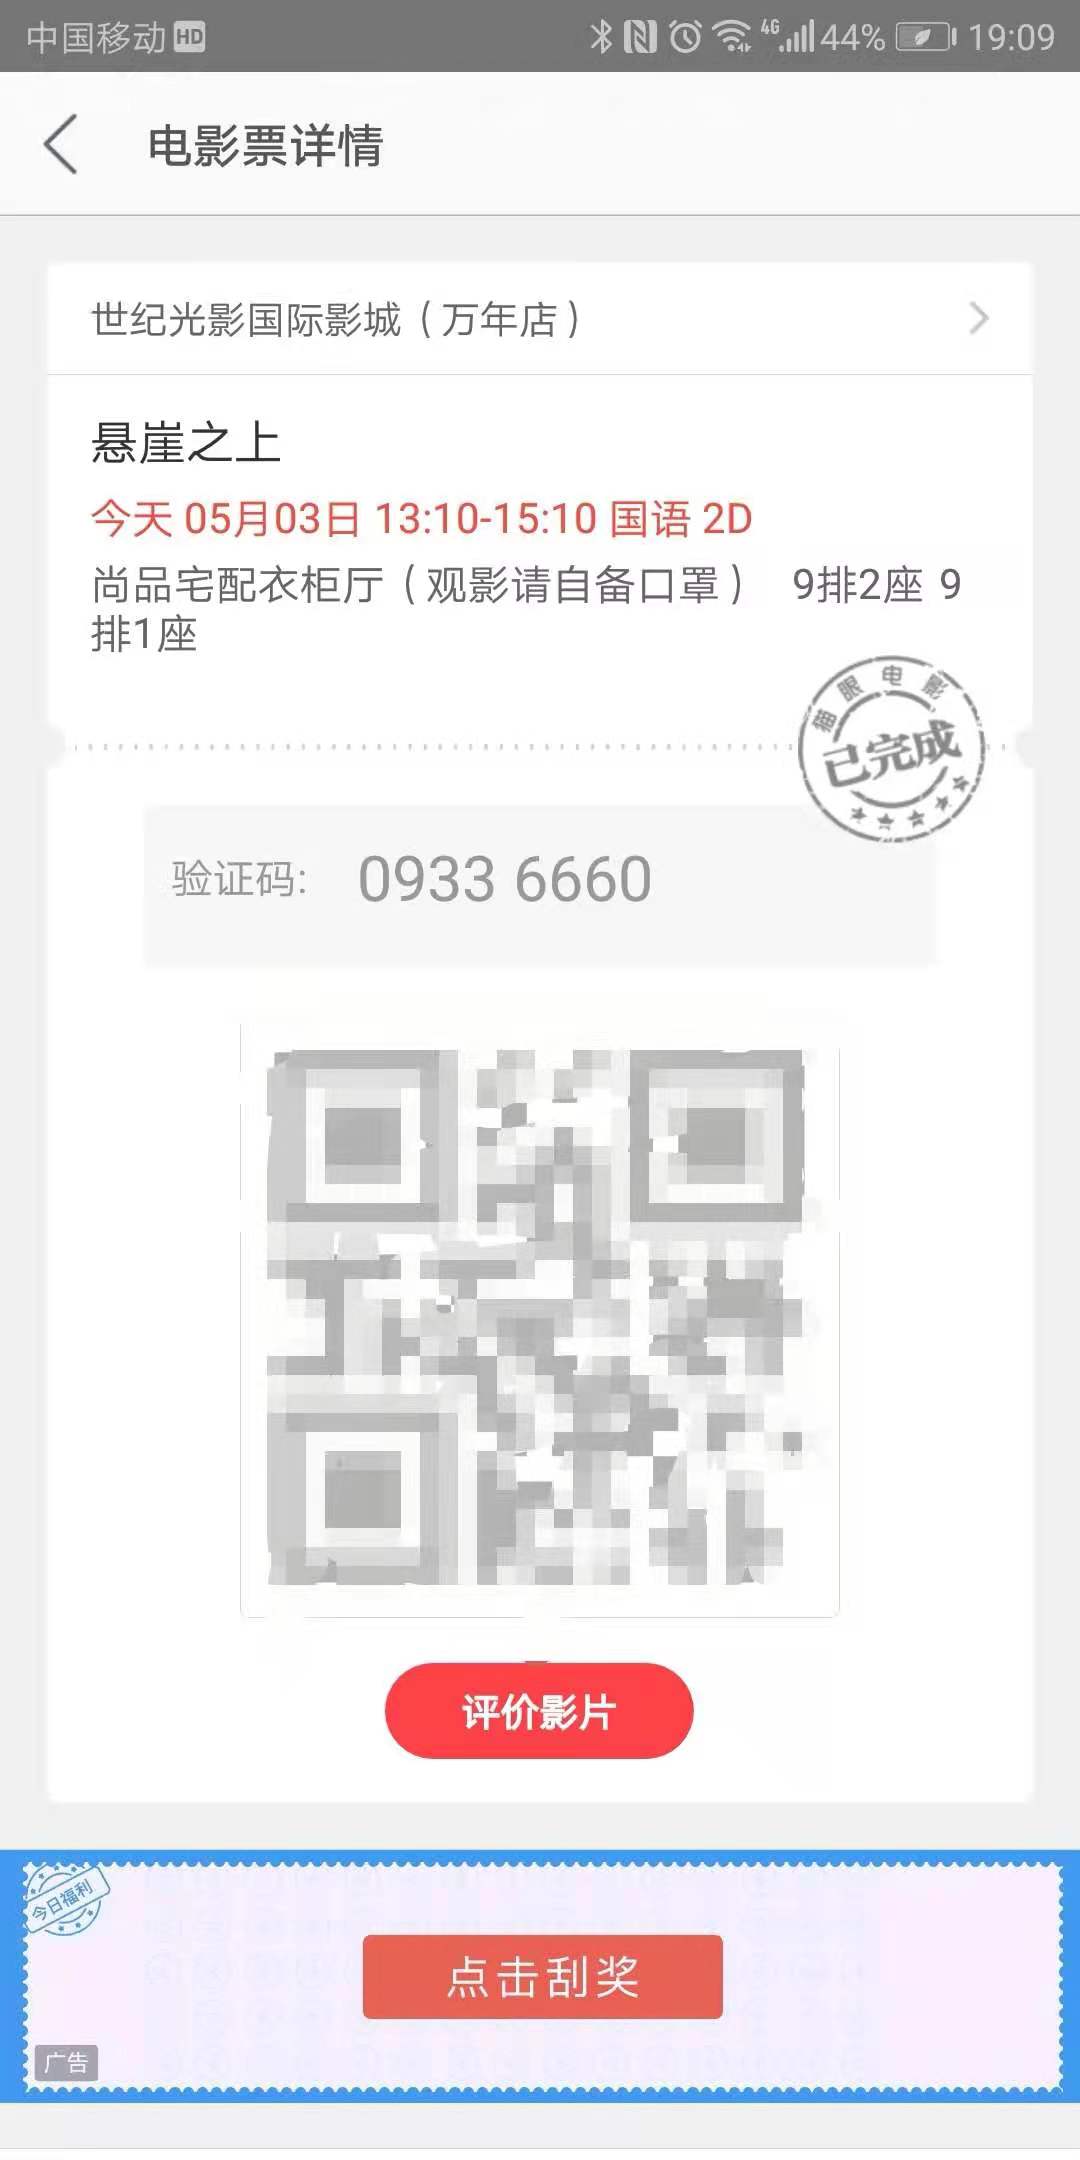 中国移动 HD 4G 44% 19:09
电影票详情
世纪光影国际影城（万年店）
悬崖之上
今天 05月03日 13:10-15:10 国语 2D
尚品宅配衣柜厅（观影请自备口罩） 9排2座 9
排1座
猫眼电影
已完成
验证码: 0933 6660
评价影片
今日福利
点击刮奖
广告